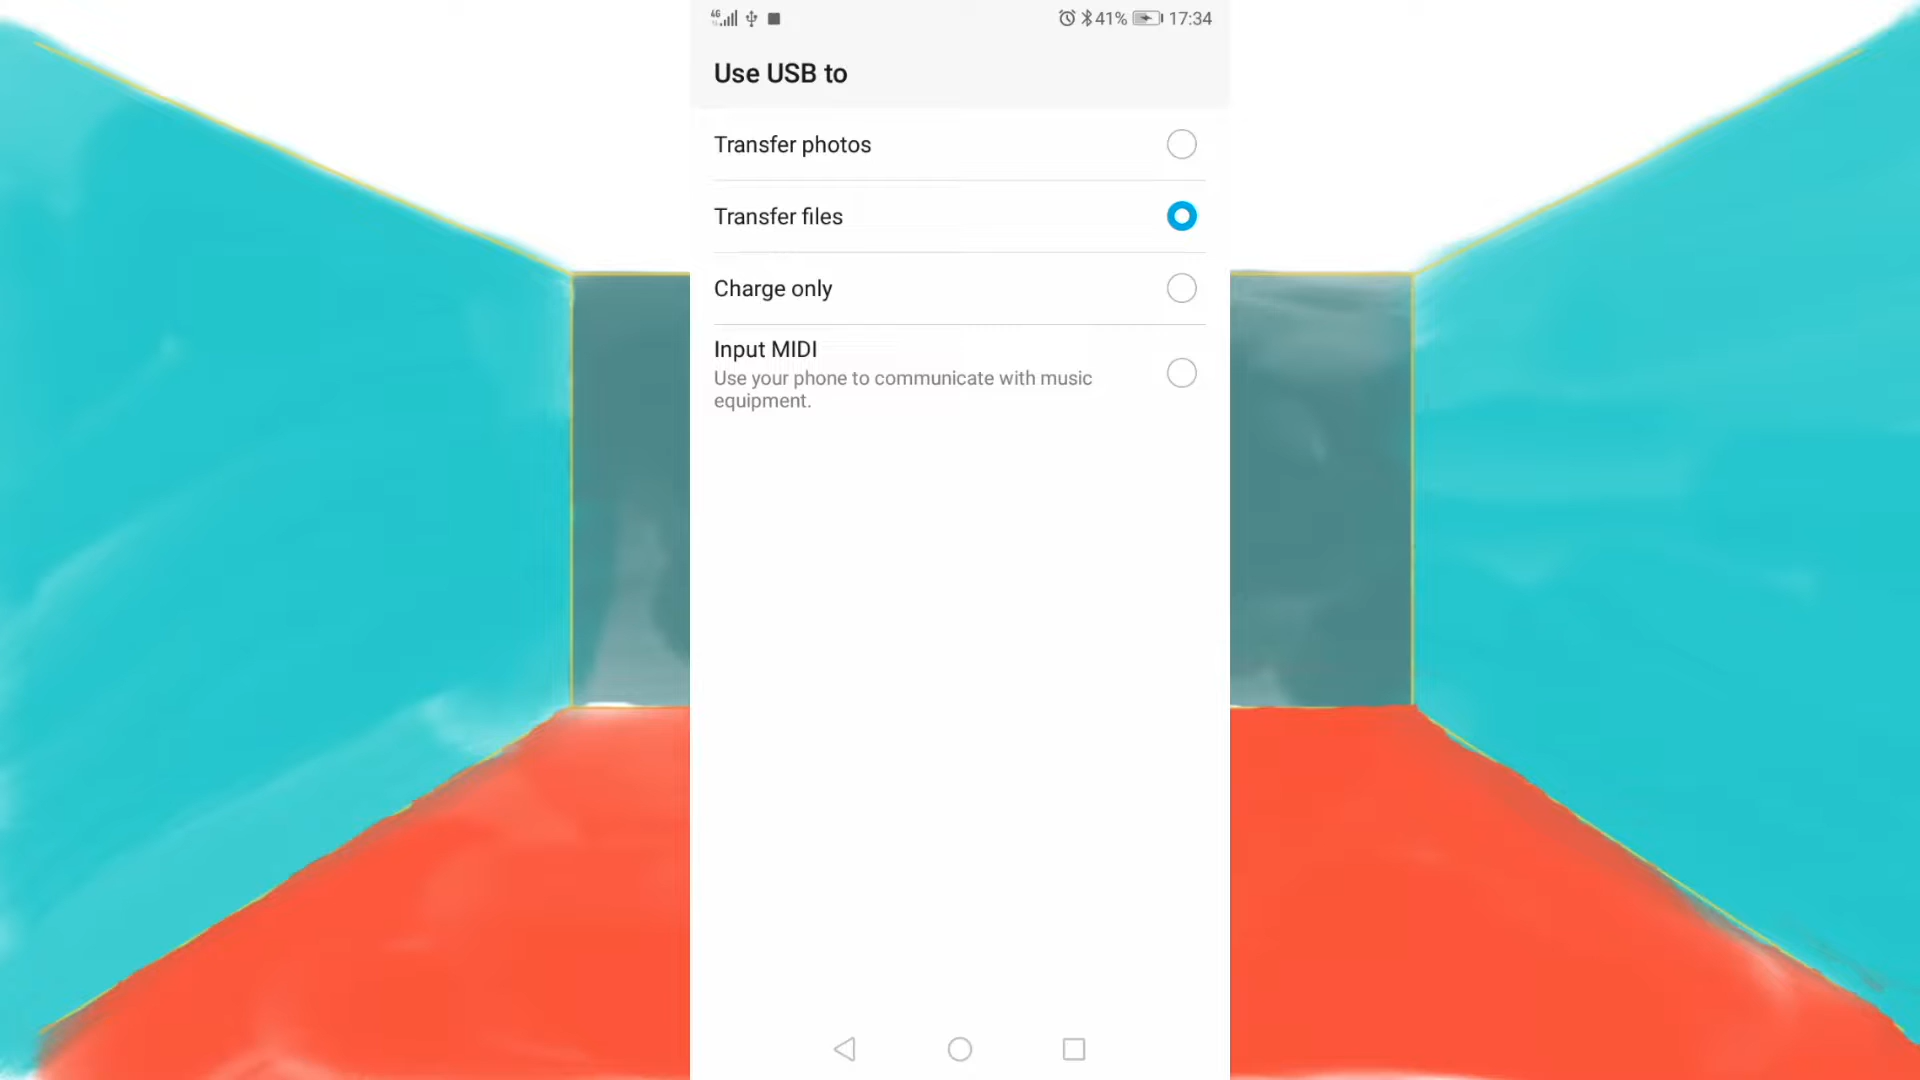 4G 41% 17:34
Use USB to
Transfer photos
Transfer files
Charge only
Input MIDI
Use your phone to communicate with music
equipment.